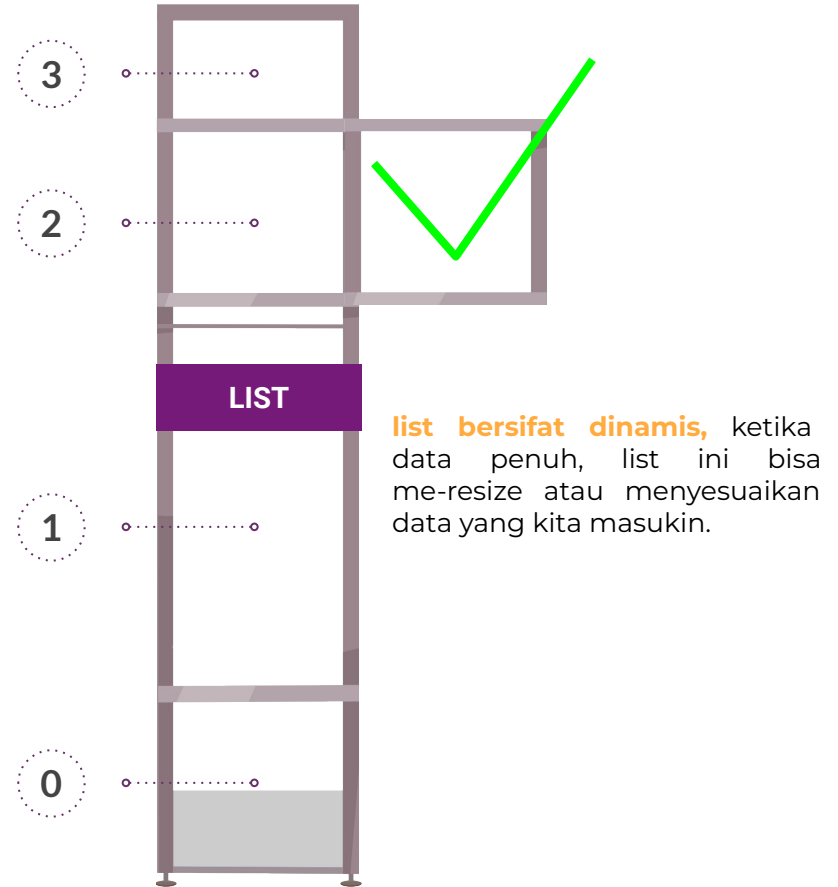 3
2
LIST
list bersifat dinamis, ketika
data penuh, list ini bisa
me-resize atau menyesuaikan
data yang kita masukin.
1
0